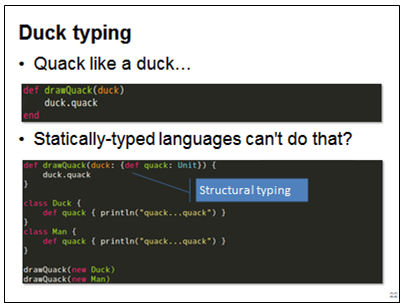 Duck typing
• Quack like a duck…
def drawQuack(duck)
    duck.quack
end
• Statically-typed languages can't do that?
def drawQuack(duck: {def quack: Unit}) {
    duck.quack
}
Structural typing
class Duck {
    def quack { println("quack...quack") }
}
class Man {
    def quack { println("quack...quack") }
}
drawQuack(new Duck)
drawQuack(new Man)